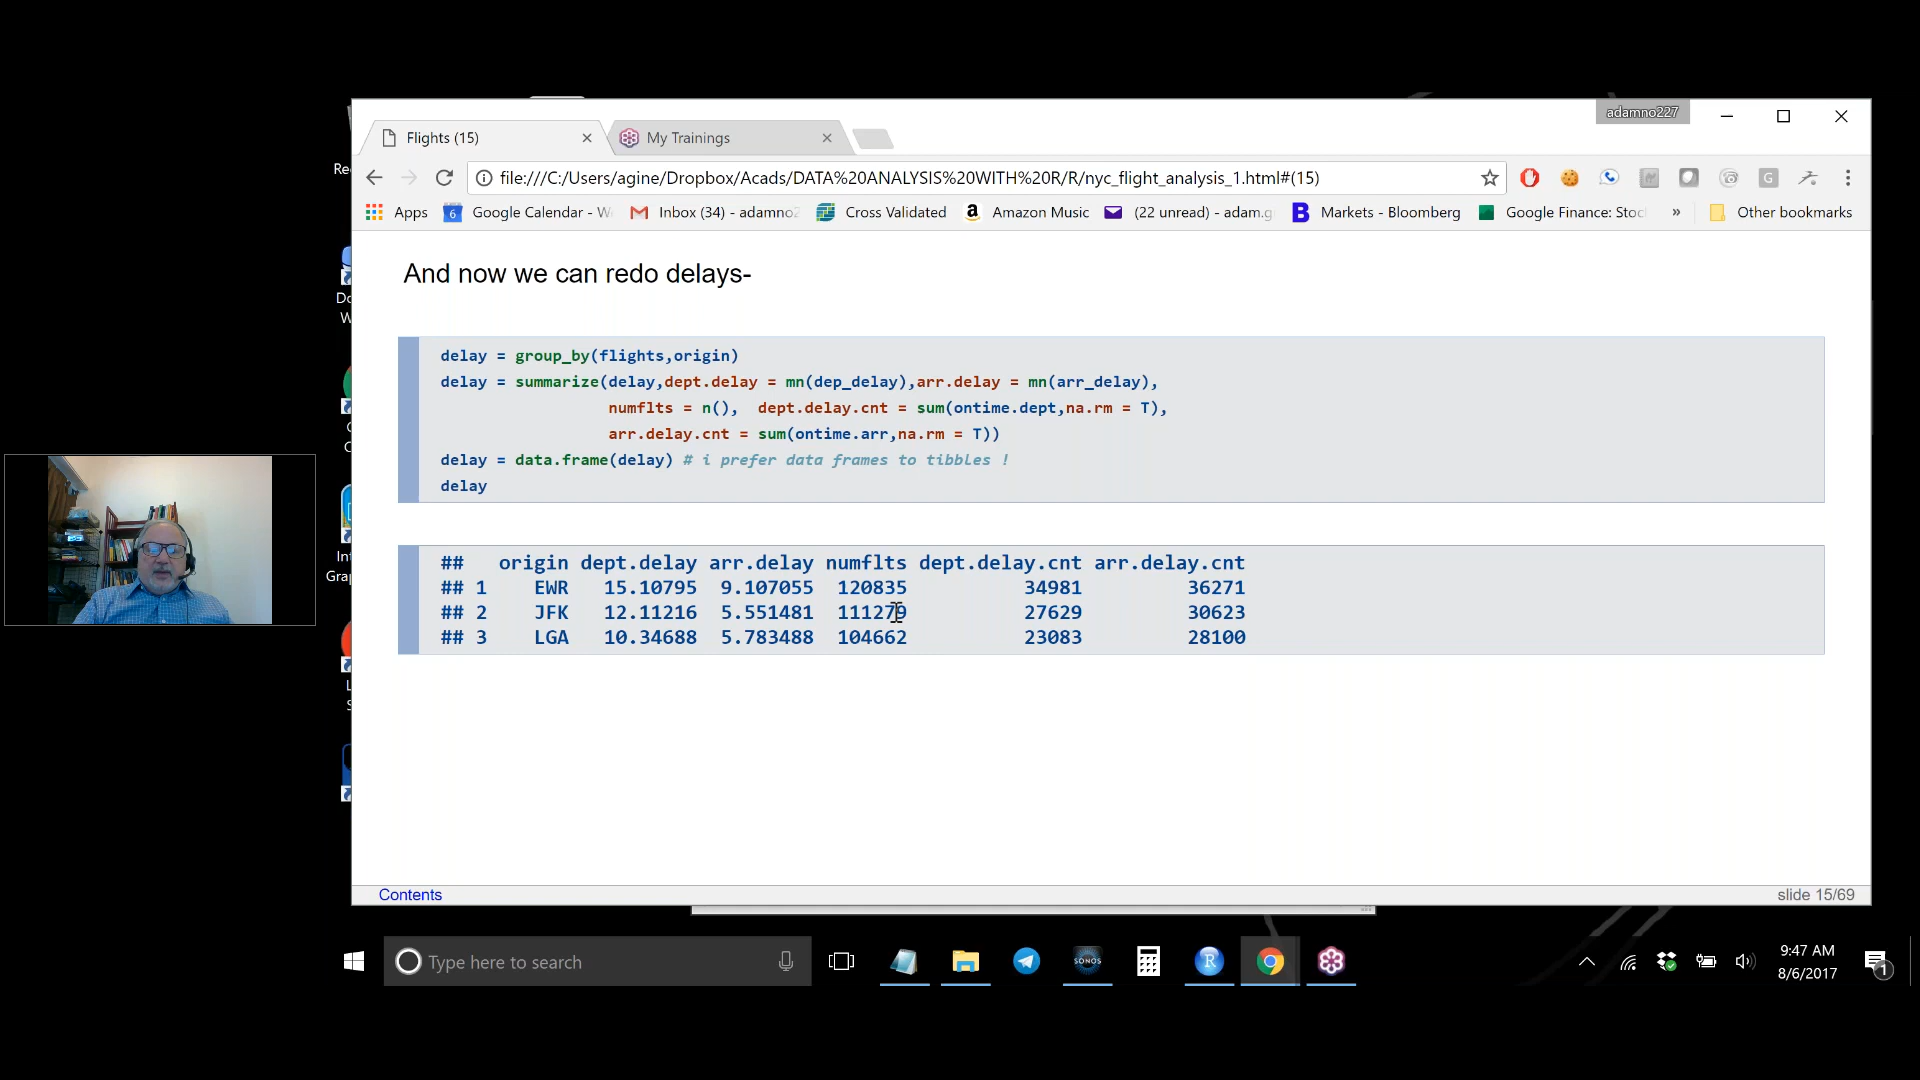 adamno227
Flights (15)
My Trainings
file:///C:/Users/agine/Dropbox/Acads/DATA%20ANALYSIS%20WITH%20R/R/nyc_flight_analysis_1.html#(15)
Apps
6
Google Calendar - W
Inbox (34) - adamno2
Cross Validated
Amazon Music
(22 unread) - adam.g
Markets - Bloomberg
Google Finance: Stoc
»
Other bookmarks
And now we can redo delays-
delay = group_by(flights,origin)
delay = summarize(delay,dept.delay = mn(dep_delay),arr.delay = mn(arr_delay),
numflts = n(),  dept.delay.cnt = sum(ontime.dept,na.rm = T),
arr.delay.cnt = sum(ontime.arr,na.rm = T))
delay = data.frame(delay) # i prefer data frames to tibbles !
delay
##   origin dept.delay arr.delay numflts dept.delay.cnt arr.delay.cnt
## 1    EWR   15.10795  9.107055  120835          34981         36271
## 2    JFK   12.11216  5.551481  111279          27629         30623
## 3    LGA   10.34688  5.783488  104662          23083         28100
Contents
slide 15/69
Type here to search
SONOS
R
9:47 AM
8/6/2017
1